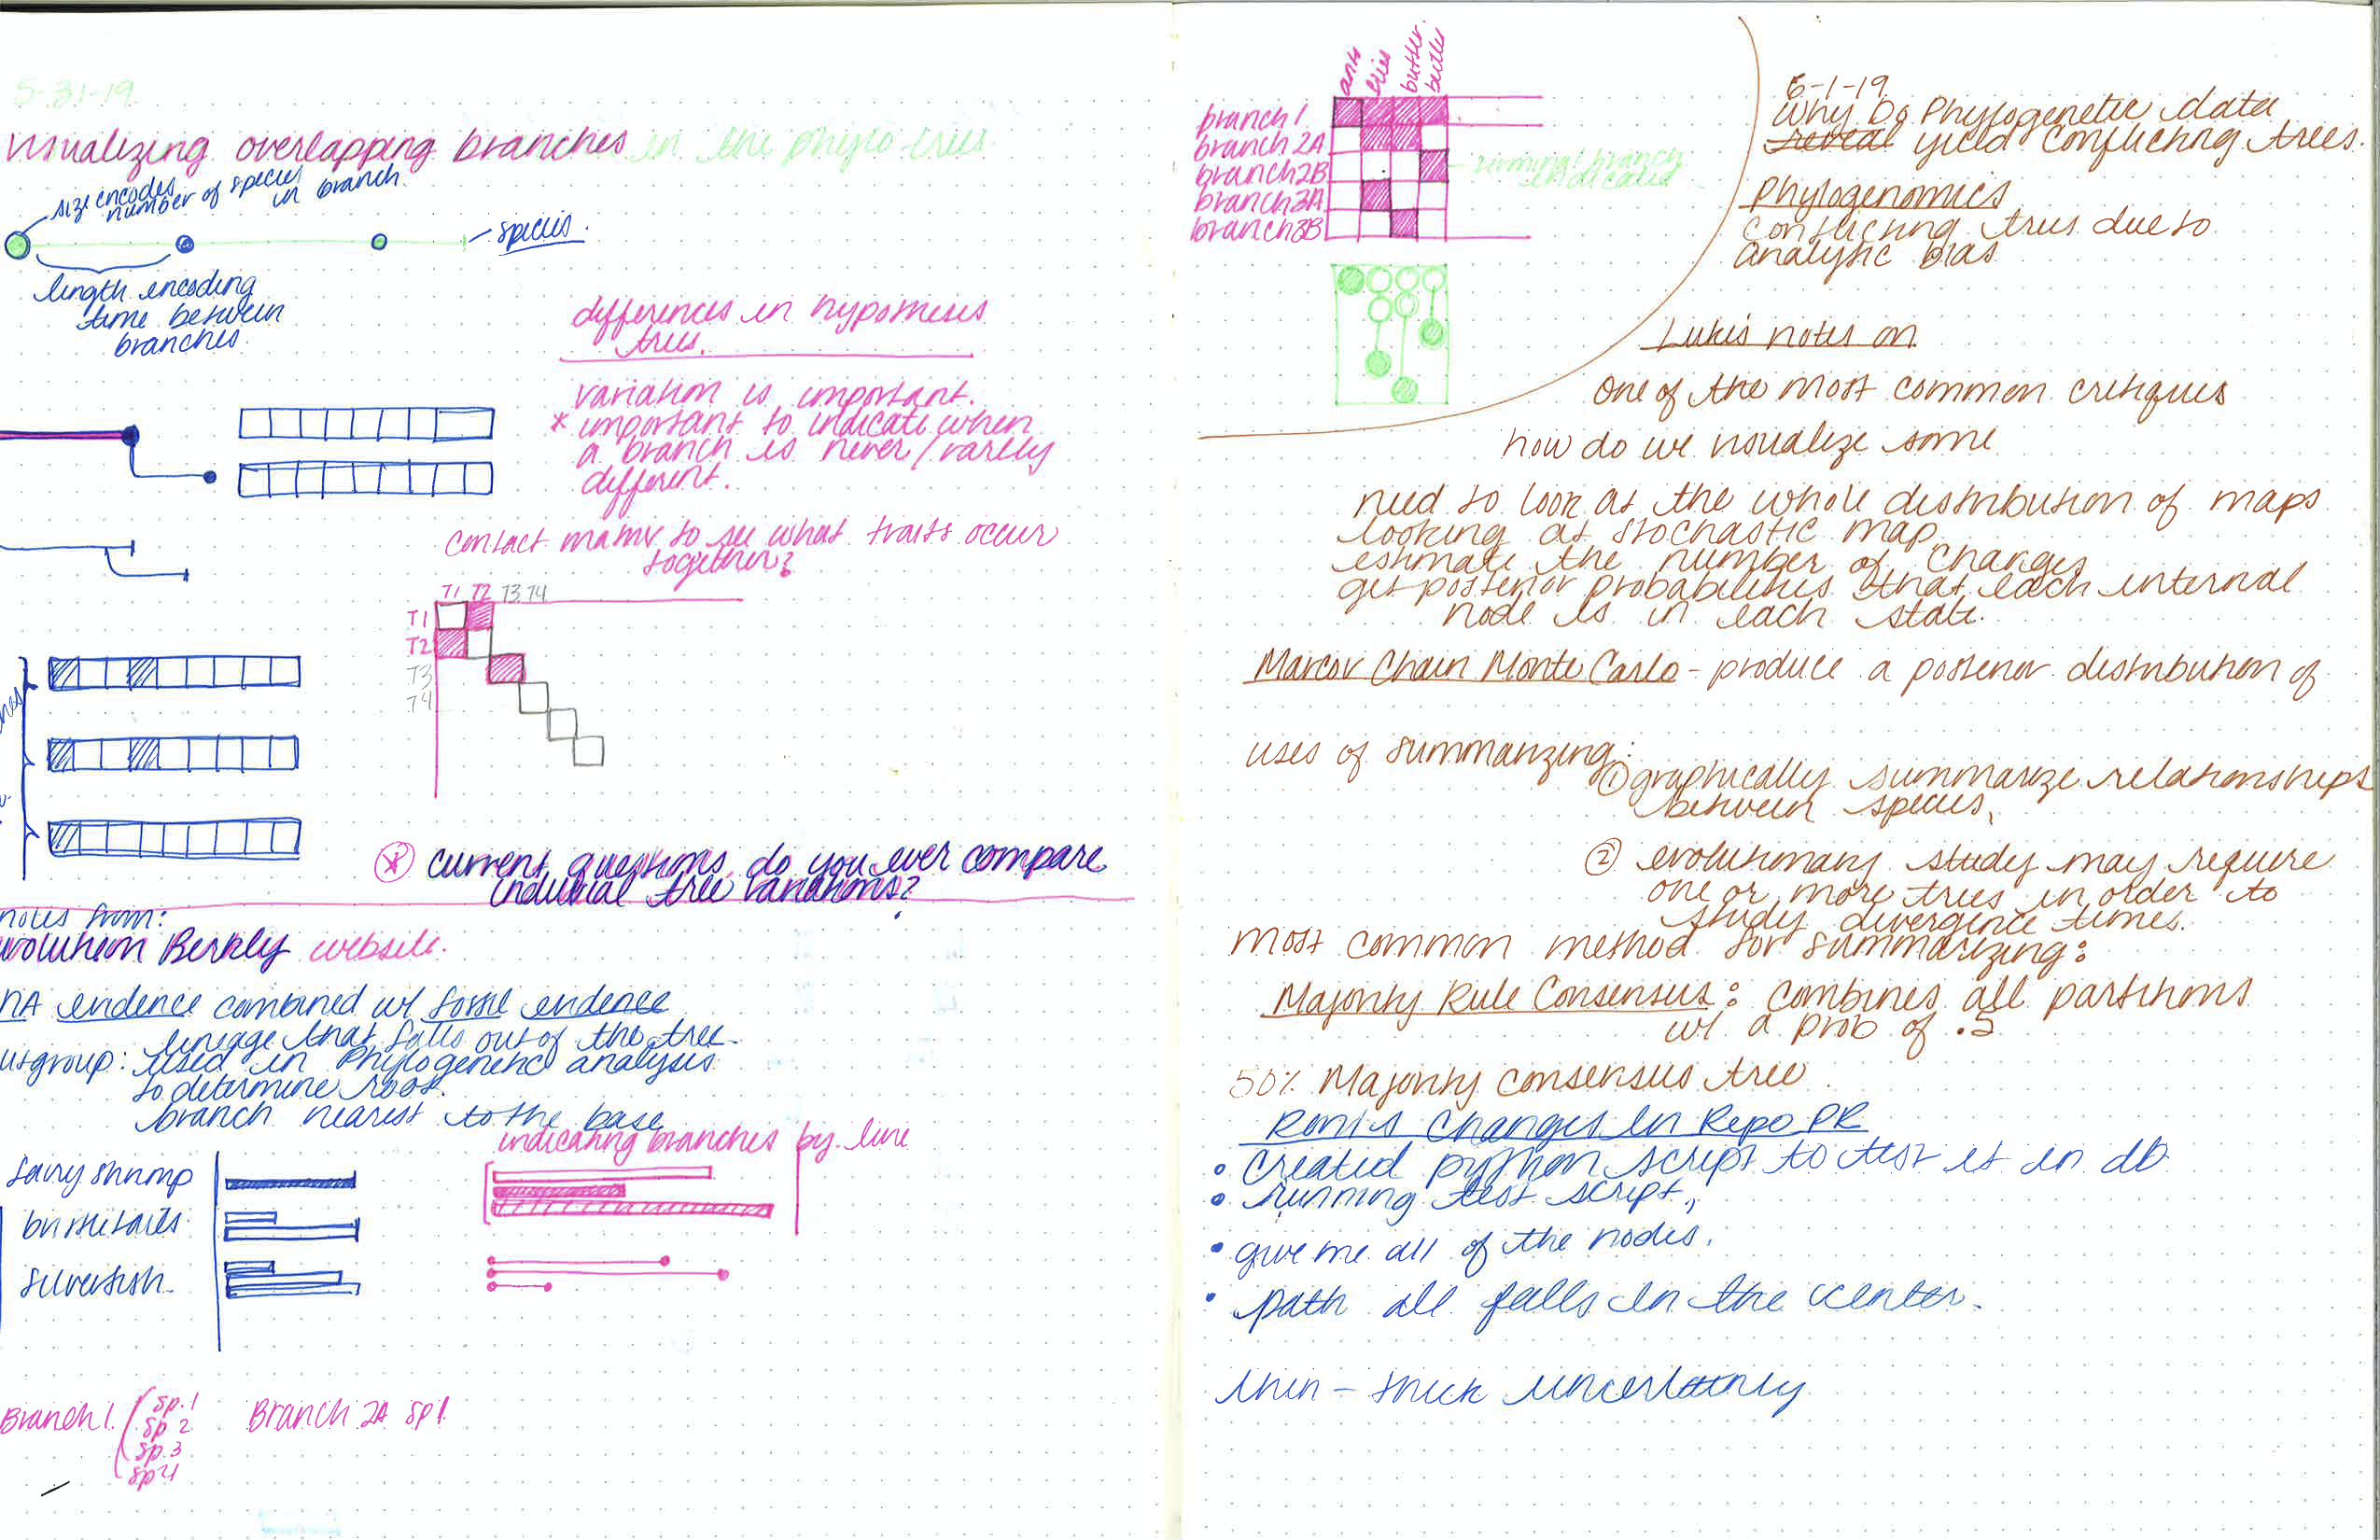 5-31-19
visualizing overlapping branches in the phylo trees
size encodes
number of species
in branch.
species.
length encoding
time between
branches.
differences in hypothesis
trees.
variation is important.
* important to indicate when
a branch is never/rarely
different.
contact matrix to see what traits occur
together?
T1 T2 T3 T4
T1
T2
T3
T4
* current questions, do you ever compare
individual tree variations?
notes from:
evolution Berkly website.
DNA evidence combined w/ fossil evidence
lineage that falls out of the tree.
outgroup: used in phylogenetic analysis
to determine root.
branch nearest to the base
indicating branches by line
fairy shrimp
bristletails
silverfish
Branch 1. sp. 1
sp 2
sp. 3
sp 4
Branch 2A sp 1.
ants
flies
butter.
beetles
branch 1.
branch 2A
branch 2B
branch 3A
branch 3B
terminal branch
indicated
6-1-19
Why Do Phylogenetic data
reveal yield conflicting trees.
Phylogenomics
conflicting trees due to
analytic bias
Luke's notes on
one of the most common critiques
how do we visualize some
need to look at the whole distribution of maps
looking at stochastic map
estimate the number of changes
get posterior probabilities that each internal
node is in each state.
Marcov Chain Monte Carlo - produce a posterior distribution of
uses of summarizing:
① graphically summarize relationships
between species.
② evolutionary study may require
one or more trees in order to
study divergence times.
most common method for summarizing:
Majority Rule Consensus: combines all partitions
w/ a prob of .5
50% Majority consensus tree
Roni's Changes In Repo PR
• created python script to test is in db
• running test script,
• give me all of the nodes.
• path all falls in the center.
thin - thick uncertainty